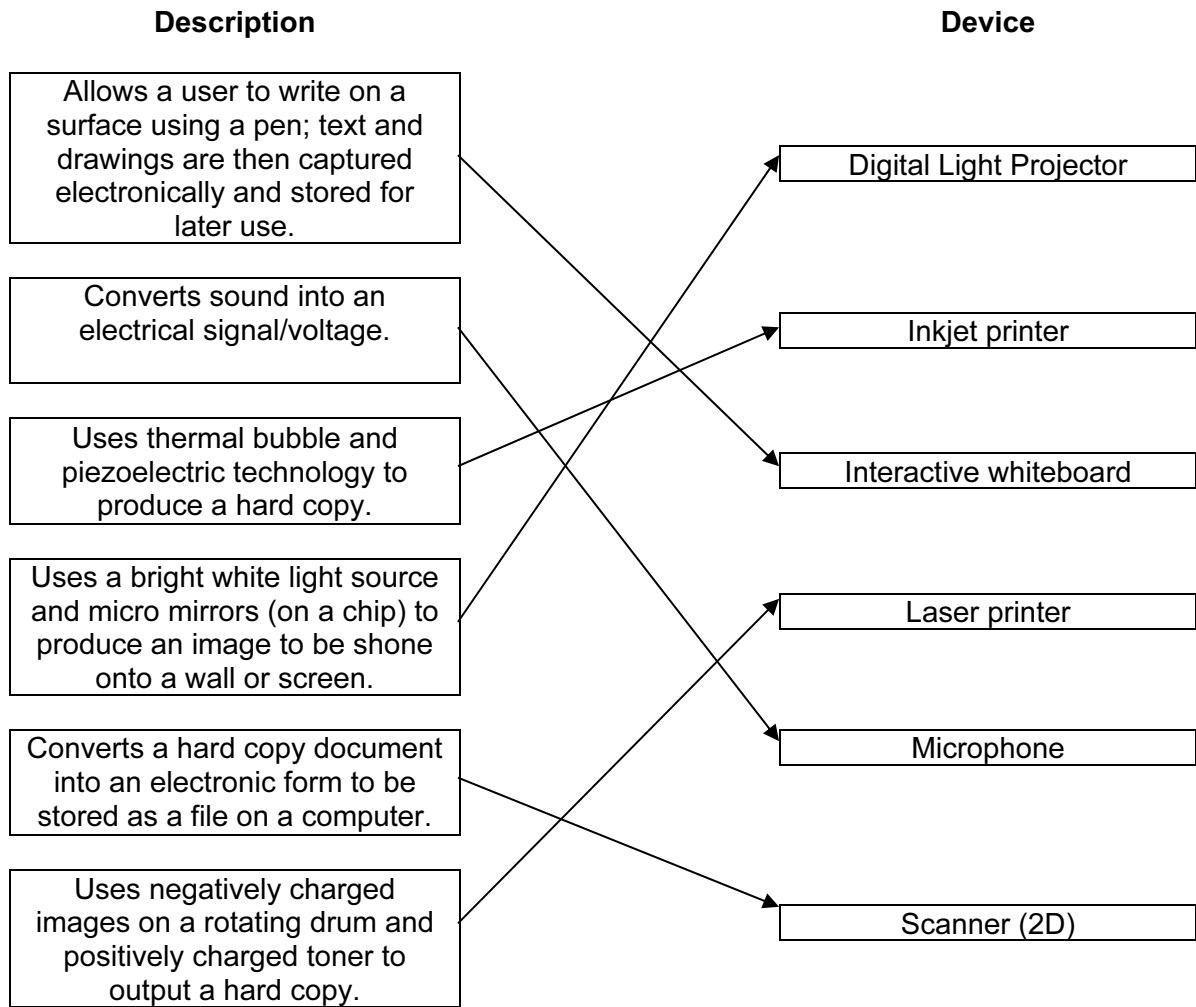 Description
Device
Allows a user to write on a
surface using a pen; text and
drawings are then captured
electronically and stored for
later use.
Digital Light Projector
Converts sound into an
electrical signal/voltage.
Inkjet printer
Uses thermal bubble and
piezoelectric technology to
produce a hard copy.
Interactive whiteboard
Uses a bright white light source
and micro mirrors (on a chip) to
produce an image to be shone
onto a wall or screen.
Laser printer
Converts a hard copy document
into an electronic form to be
stored as a file on a computer.
Microphone
Uses negatively charged
images on a rotating drum and
positively charged toner to
output a hard copy.
Scanner (2D)